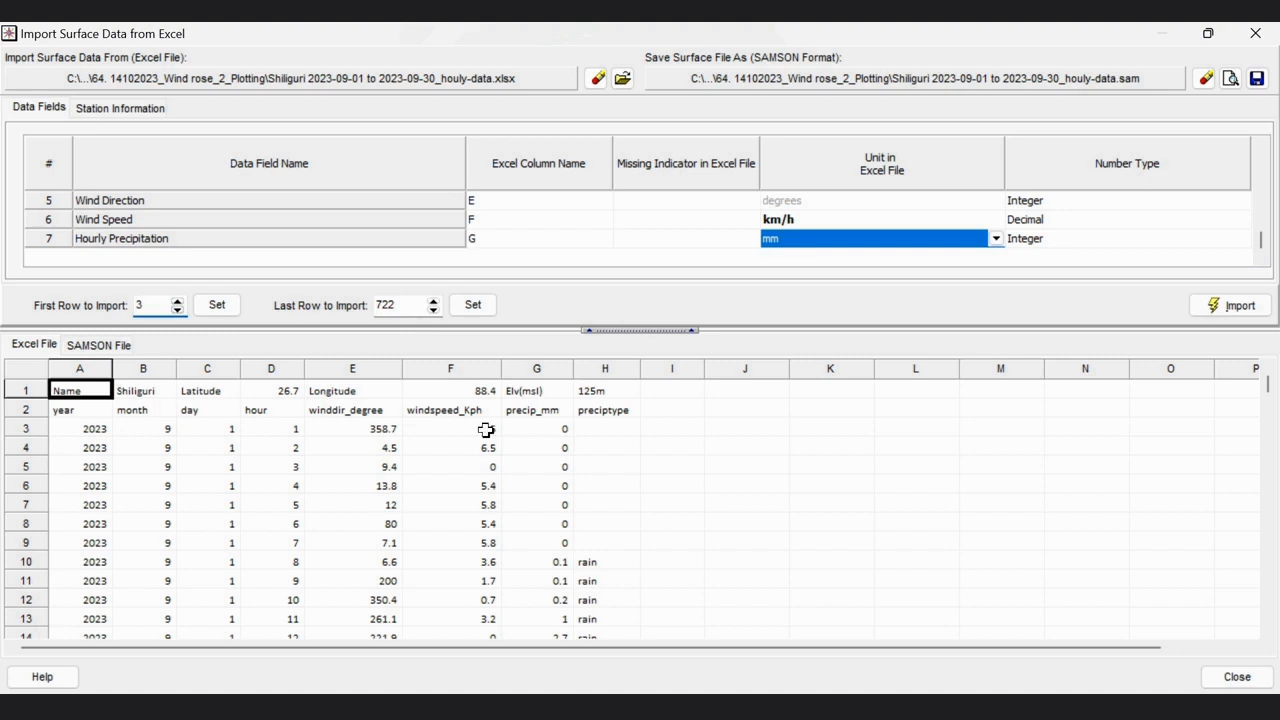 Import Surface Data from Excel
Import Surface Data From (Excel File): Save Surface File As (SAMSON Format):
C:\...\64. 14102023_Wind rose_2_Plotting\Shiliguri 2023-09-01 to 2023-09-30_houly-data.xlsx C:\...\64. 14102023_Wind rose_2_Plotting\Shiliguri 2023-09-01 to 2023-09-30_houly-data.sam
Data Fields Station Information
# Data Field Name Excel Column Name Missing Indicator in Excel File Unit in Number Type
Excel File
5 Wind Direction E degrees Integer
6 Wind Speed F km/h Decimal
7 Hourly Precipitation G mm Integer
First Row to Import: 3 Set Last Row to Import: 722 Set Import
Excel File SAMSON File
A B C D E F G H I J K L M N O P
1 Name Shiliguri Latitude 26.7 Longitude 88.4 Elv(msl) 125m
2 year month day hour winddir_degree windspeed_Kph precip_mm preciptype
3 2023 9 1 1 358.7 0
4 2023 9 1 2 4.5 6.5 0
5 2023 9 1 3 9.4 0 0
6 2023 9 1 4 13.8 5.4 0
7 2023 9 1 5 12 5.8 0
8 2023 9 1 6 80 5.4 0
9 2023 9 1 7 7.1 5.8 0
10 2023 9 1 8 6.6 3.6 0.1 rain
11 2023 9 1 9 200 1.7 0.1 rain
12 2023 9 1 10 350.4 0.7 0.2 rain
13 2023 9 1 11 261.1 3.2 1 rain
14 2023 9 1 12 221.9 0 2.7 rain
Help Close